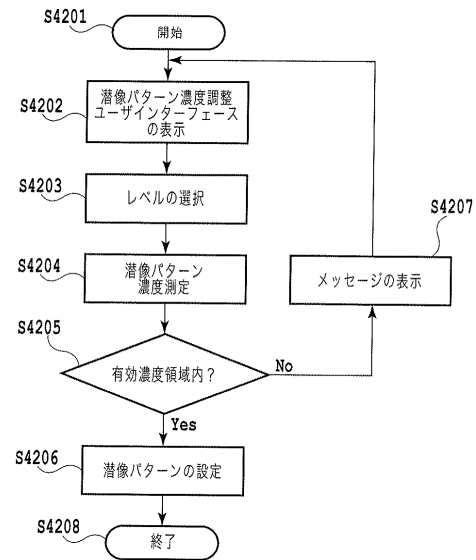 S4201
開始
S4202
潜像パターン濃度調整
ユーザインターフェース
の表示
S4203
レベルの選択
S4207
メッセージの表示
S4204
潜像パターン
濃度測定
S4205
有効濃度領域内?
No
Yes
S4206
潜像パターンの設定
S4208
終了